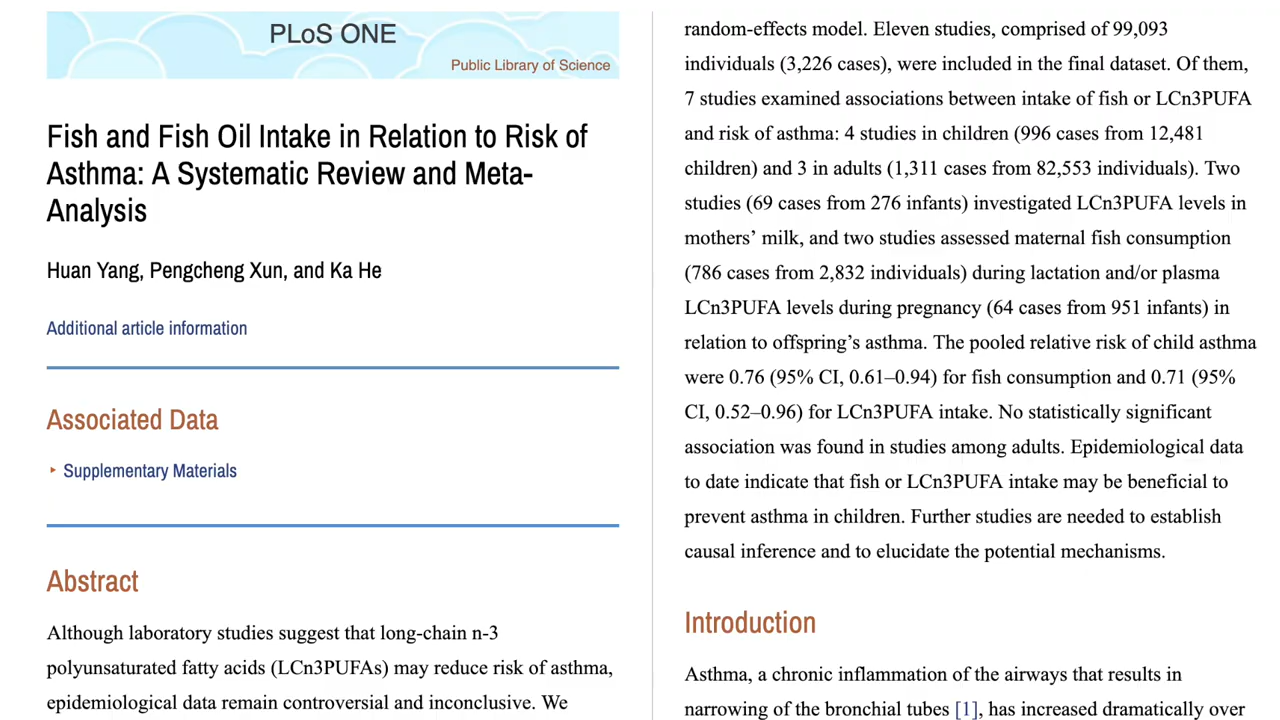 PLoS ONE
Public Library of Science
Fish and Fish Oil Intake in Relation to Risk of
Asthma: A Systematic Review and Meta-
Analysis
Huan Yang, Pengcheng Xun, and Ka He
Additional article information
Associated Data
Supplementary Materials
Abstract
Although laboratory studies suggest that long-chain n-3
polyunsaturated fatty acids (LCn3PUFAs) may reduce risk of asthma,
epidemiological data remain controversial and inconclusive. We
random-effects model. Eleven studies, comprised of 99,093
individuals (3,226 cases), were included in the final dataset. Of them,
7 studies examined associations between intake of fish or LCn3PUFA
and risk of asthma: 4 studies in children (996 cases from 12,481
children) and 3 in adults (1,311 cases from 82,553 individuals). Two
studies (69 cases from 276 infants) investigated LCn3PUFA levels in
mothers’ milk, and two studies assessed maternal fish consumption
(786 cases from 2,832 individuals) during lactation and/or plasma
LCn3PUFA levels during pregnancy (64 cases from 951 infants) in
relation to offspring’s asthma. The pooled relative risk of child asthma
were 0.76 (95% CI, 0.61–0.94) for fish consumption and 0.71 (95%
CI, 0.52–0.96) for LCn3PUFA intake. No statistically significant
association was found in studies among adults. Epidemiological data
to date indicate that fish or LCn3PUFA intake may be beneficial to
prevent asthma in children. Further studies are needed to establish
causal inference and to elucidate the potential mechanisms.
Introduction
Asthma, a chronic inflammation of the airways that results in
narrowing of the bronchial tubes [1], has increased dramatically over